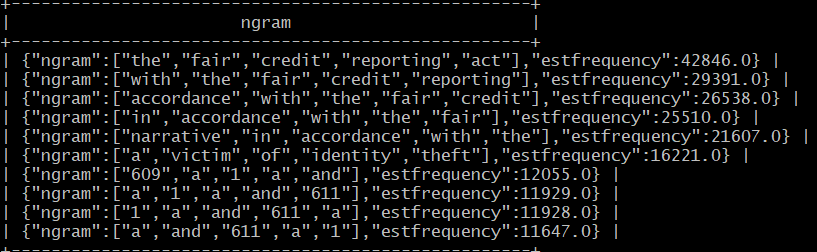 +--------------------------------------------------+
| ngram |
+--------------------------------------------------+
| {"ngram":["the","fair","credit","reporting","act"],"estfrequency":42846.0} |
| {"ngram":["with","the","fair","credit","reporting"],"estfrequency":29391.0} |
| {"ngram":["accordance","with","the","fair","credit"],"estfrequency":26538.0} |
| {"ngram":["in","accordance","with","the","fair"],"estfrequency":25510.0} |
| {"ngram":["narrative","in","accordance","with","the"],"estfrequency":21607.0} |
| {"ngram":["a","victim","of","identity","theft"],"estfrequency":16221.0} |
| {"ngram":["609","a","1","a","and"],"estfrequency":12055.0} |
| {"ngram":["a","1","a","and","611"],"estfrequency":11929.0} |
| {"ngram":["1","a","and","611","a"],"estfrequency":11928.0} |
| {"ngram":["a","and","611","a","1"],"estfrequency":11647.0} |
+--------------------------------------------------+